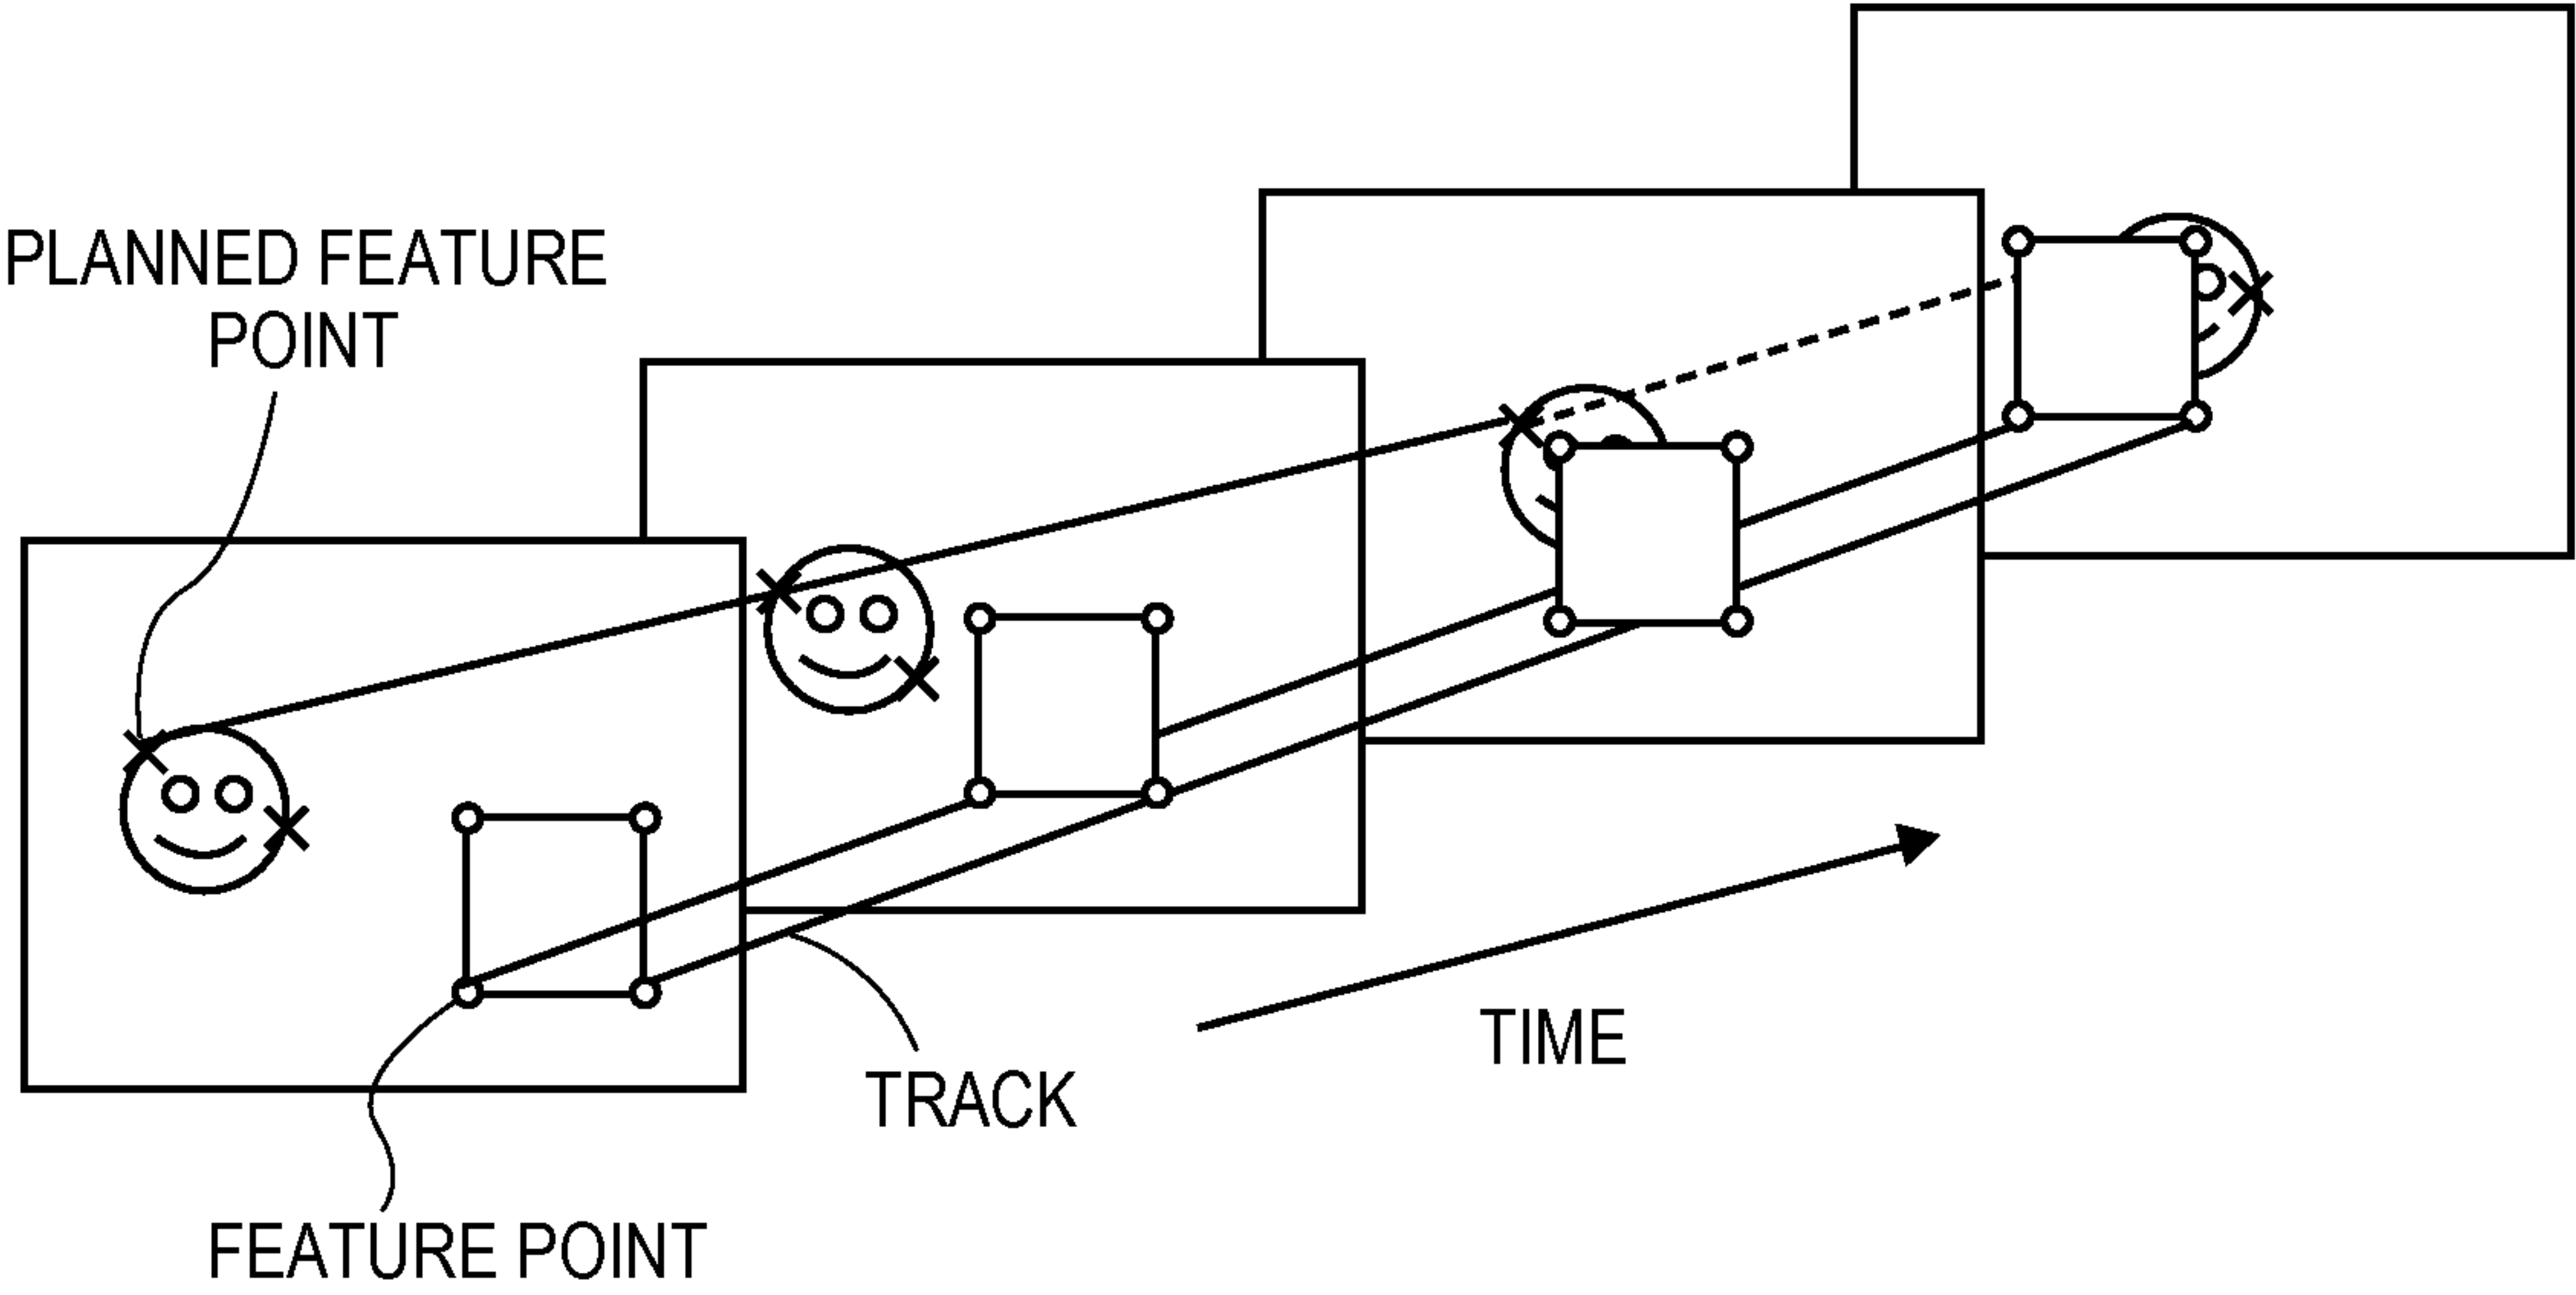 PLANNED FEATURE
POINT
TIME
TRACK
FEATURE POINT